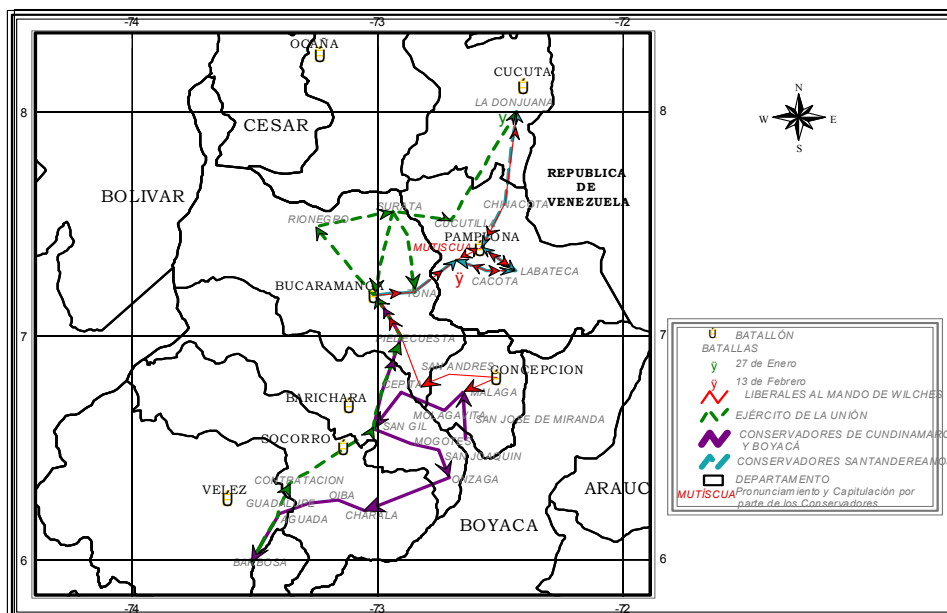 -74
-73
-72
OCAÑA
CUCUTA
LA DONJUANA
8
8
CESAR
BOLIVAR
REPUBLICA
DE
VENEZUELA
N
W
E
S
SURATA
RIONEGRO
CUCUTILLA
CHINACOTA
PAMPLONA
MUTISCUA
LABATECA
CACOTA
BUCARAMANGA
TONA
7
7
PIEDECUESTA
SAN ANDRES
CONCEPCION
CEPITA
MALAGA
BARICHARA
MOLAGAVITA
SAN JOSE DE MIRANDA
SAN GIL
SOCORRO
MOGOTES
SAN JOAQUIN
ONZAGA
CONTRATACION
VELEZ
GUADALUPE
OIBA
CHARALA
AGUADA
ARAUC
BOYACA
6
6
BARBOSA
-74
-73
-72
BATALLÓN
BATALLAS
ÿ 27 de Enero
ÿ 13 de Febrero
LIBERALES AL MANDO DE WILCHES
EJÉRCITO DE LA UNIÓN
CONSERVADORES DE CUNDINAMARC
Y BOYACÁ
CONSERVADORES SANTANDEREANOS
DEPARTAMENTO
MUTÍSCUA Pronunciamiento y Capitulación por
parte de los Conservadores